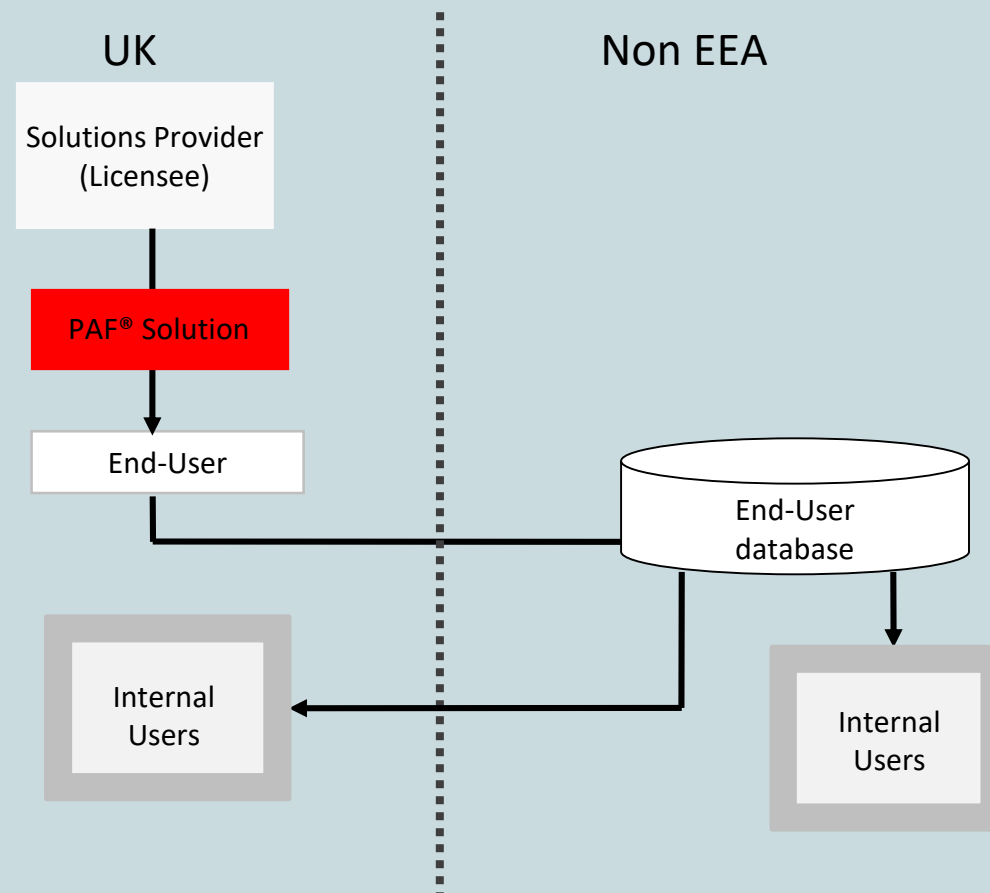 UK
Non EEA
Solutions Provider
(Licensee)
PAF® Solution
End-User
End-User
database
Internal
Users
Internal
Users